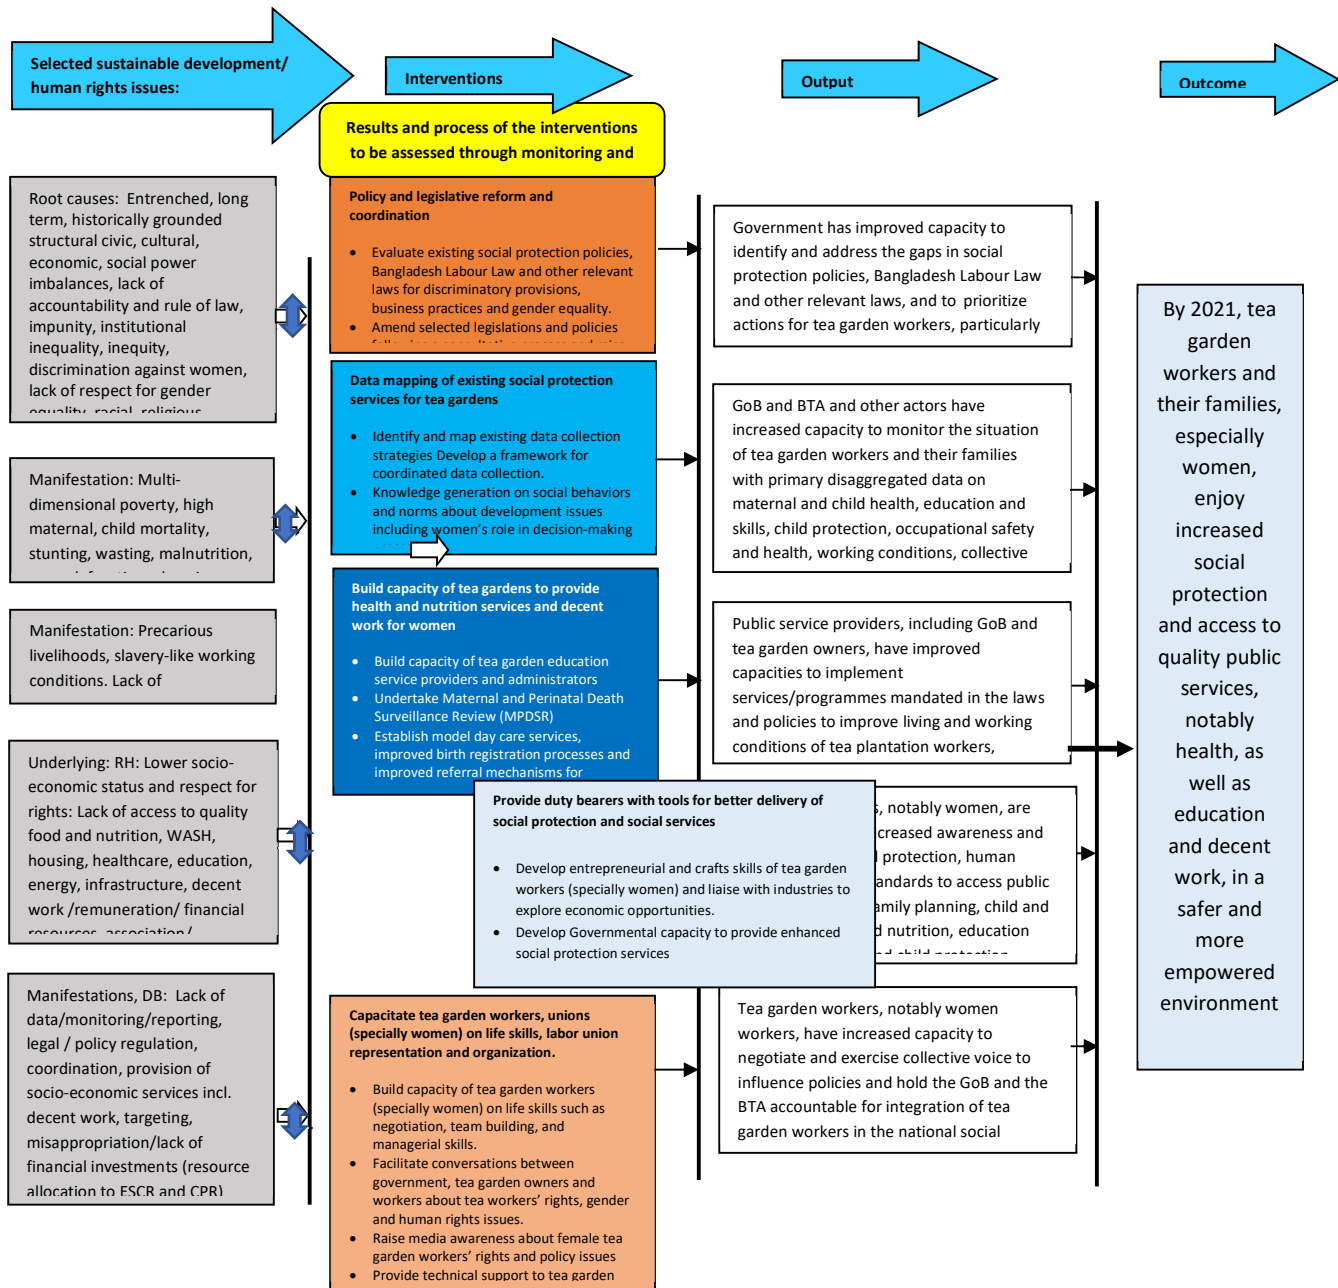 Selected sustainable development/
human rights issues:
Interventions
Output
Outcome
Results and process of the interventions
to be assessed through monitoring and
Root causes: Entrenched, long
term, historically grounded
structural civic, cultural,
economic, social power
imbalances, lack of
accountability and rule of law,
impunity, institutional
inequality, inequity,
discrimination against women,
lack of respect for gender
equality, racial, religious
Manifestation: Multi-
dimensional poverty, high
maternal, child mortality,
stunting, wasting, malnutrition,
Manifestation: Precarious
livelihoods, slavery-like working
conditions. Lack of
Underlying: RH: Lower socio-
economic status and respect for
rights: Lack of access to quality
food and nutrition, WASH,
housing, healthcare, education,
energy, infrastructure, decent
work /remuneration/ financial
resources, association/
Manifestations, DB: Lack of
data/monitoring/reporting,
legal / policy regulation,
coordination, provision of
socio-economic services incl.
decent work, targeting,
misappropriation/lack of
financial investments (resource
allocation to ESCR and CPR)
Policy and legislative reform and
coordination
• Evaluate existing social protection policies,
Bangladesh Labour Law and other relevant
laws for discriminatory provisions,
business practices and gender equality.
• Amend selected legislations and policies
following a consultative process and
Data mapping of existing social protection
services for tea gardens
• Identify and map existing data collection
strategies Develop a framework for
coordinated data collection.
• Knowledge generation on social behaviors
and norms about development issues
including women's role in decision-making
Build capacity of tea gardens to provide
health and nutrition services and decent
work for women
• Build capacity of tea garden education
service providers and administrators
• Undertake Maternal and Perinatal Death
Surveillance Review (MPDSR)
• Establish model day care services,
improved birth registration processes and
improved referral mechanisms for
Provide duty bearers with tools for better delivery of
social protection and social services
• Develop entrepreneurial and crafts skills of tea garden
workers (specially women) and liaise with industries to
explore economic opportunities.
• Develop Governmental capacity to provide enhanced
social protection services
Capacitate tea garden workers, unions
(specially women) on life skills, labor union
representation and organization.
• Build capacity of tea garden workers
(specially women) on life skills such as
negotiation, team building, and
managerial skills.
• Facilitate conversations between
government, tea garden owners and
workers about tea workers' rights, gender
and human rights issues.
• Raise media awareness about female tea
garden workers' rights and policy issues
• Provide technical support to tea garden
Government has improved capacity to
identify and address the gaps in social
protection policies, Bangladesh Labour Law
and other relevant laws, and to prioritize
actions for tea garden workers, particularly
GoB and BTA and other actors have
increased capacity to monitor the situation
of tea garden workers and their families
with primary disaggregated data on
maternal and child health, education and
skills, child protection, occupational safety
and health, working conditions, collective
Public service providers, including GoB and
tea garden owners, have improved
capacities to implement
services/programmes mandated in the laws
and policies to improve living and working
conditions of tea plantation workers,
s, notably women, are
creased awareness and
protection, human
tandards to access public
amily planning, child and
d nutrition, education
nd child protection
Tea garden workers, notably women
workers, have increased capacity to
negotiate and exercise collective voice to
influence policies and hold the GoB and the
BTA accountable for integration of tea
garden workers in the national social
By 2021, tea
garden
workers and
their families,
especially
women,
enjoy
increased
social
protection
and access to
quality public
services,
notably
health, as
well as
education
and decent
work, in a
safer and
more
empowered
environment